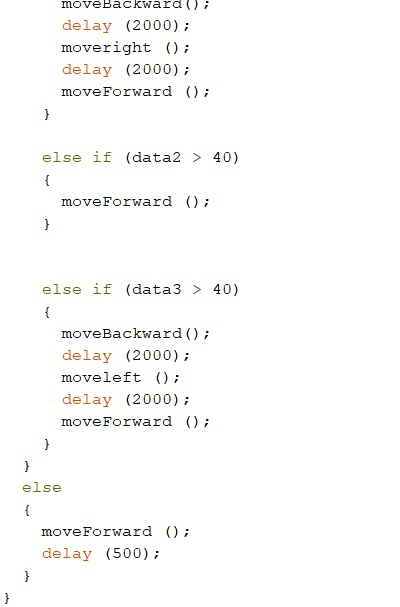 moveBackward();
delay (2000);
moveright ();
delay (2000);
moveForward ();
}
else if (data2 > 40)
{
moveForward ();
}
else if (data3 > 40)
{
moveBackward();
delay (2000);
moveleft ();
delay (2000);
moveForward ();
}
}
else
{
moveForward ();
delay (500);
}
}